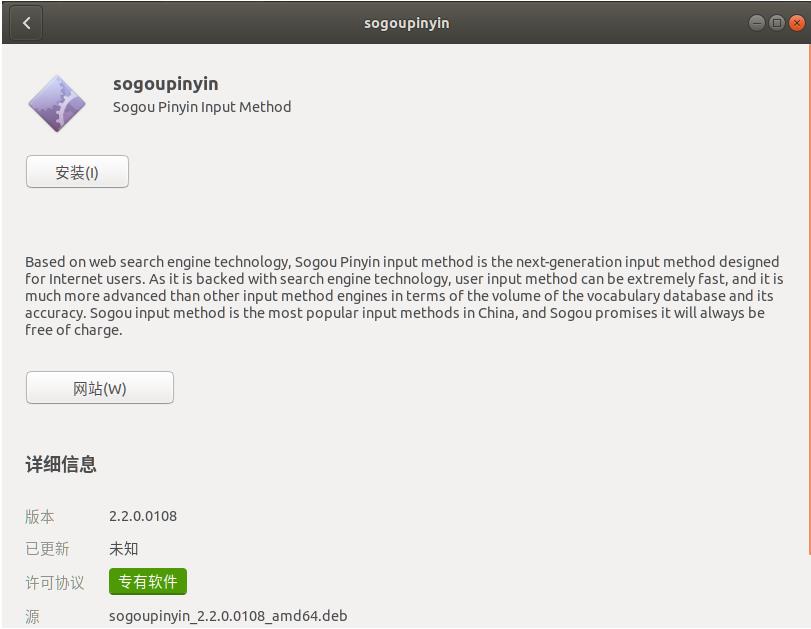 sogoupinyin
sogoupinyin
Sogou Pinyin Input Method
安装(I)
Based on web search engine technology, Sogou Pinyin input method is the next-generation input method designed
for Internet users. As it is backed with search engine technology, user input method can be extremely fast, and it is
much more advanced than other input method engines in terms of the volume of the vocabulary database and its
accuracy. Sogou input method is the most popular input methods in China, and Sogou promises it will always be
free of charge.
网站(W)
详细信息
版本 2.2.0.0108
已更新 未知
许可协议 专有软件
源 sogoupinyin_2.2.0.0108_amd64.deb